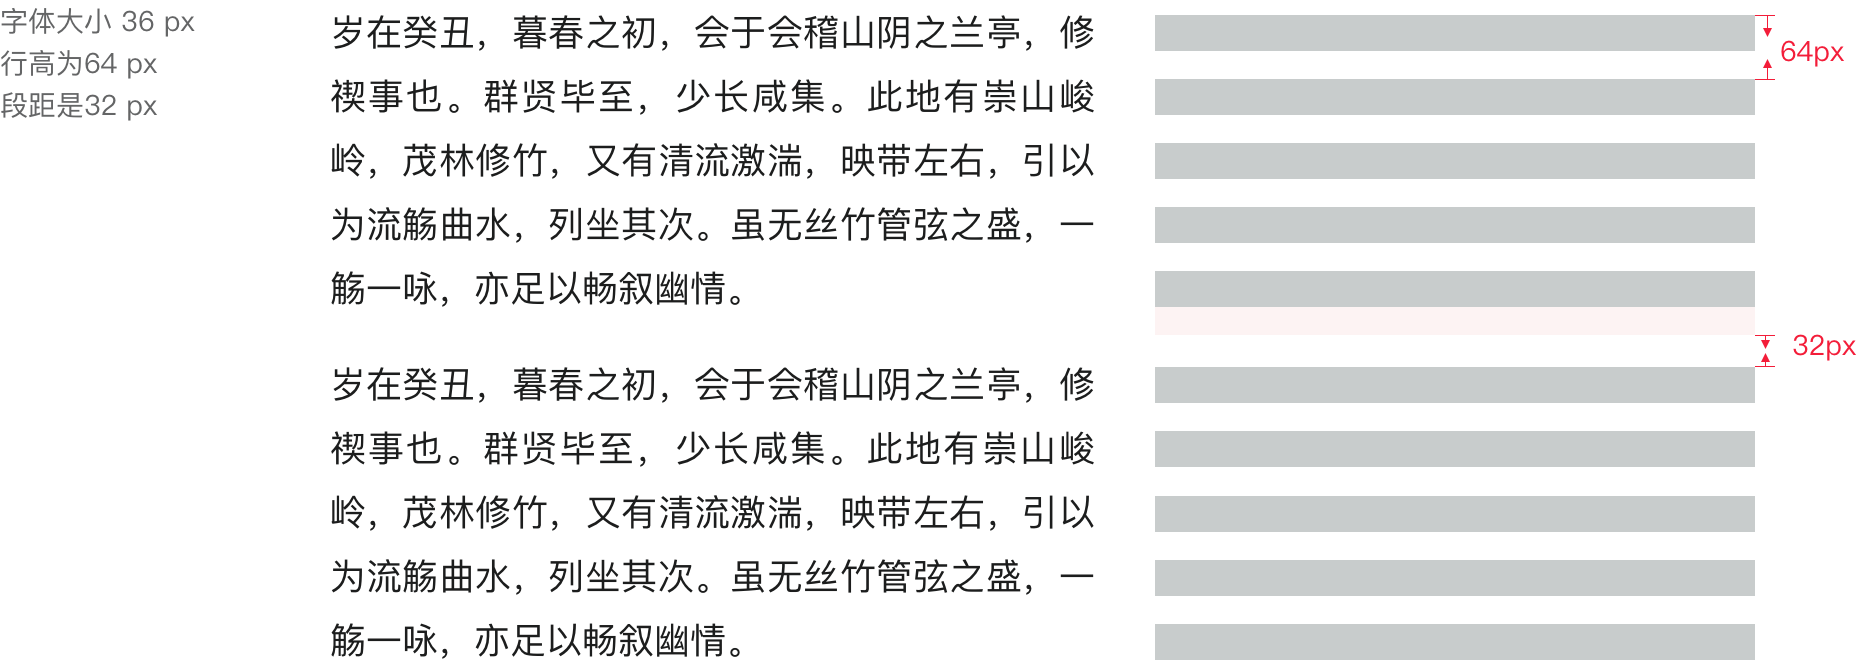 字体大小 36 px
行高为64 px
段距是32 px
岁在癸丑，暮春之初，会于会稽山阴之兰亭，修
禊事也。群贤毕至，少长咸集。此地有崇山峻
岭，茂林修竹，又有清流激湍，映带左右，引以
为流觞曲水，列坐其次。虽无丝竹管弦之盛，一
觞一咏，亦足以畅叙幽情。
岁在癸丑，暮春之初，会于会稽山阴之兰亭，修
禊事也。群贤毕至，少长咸集。此地有崇山峻
岭，茂林修竹，又有清流激湍，映带左右，引以
为流觞曲水，列坐其次。虽无丝竹管弦之盛，一
觞一咏，亦足以畅叙幽情。
64px
32px